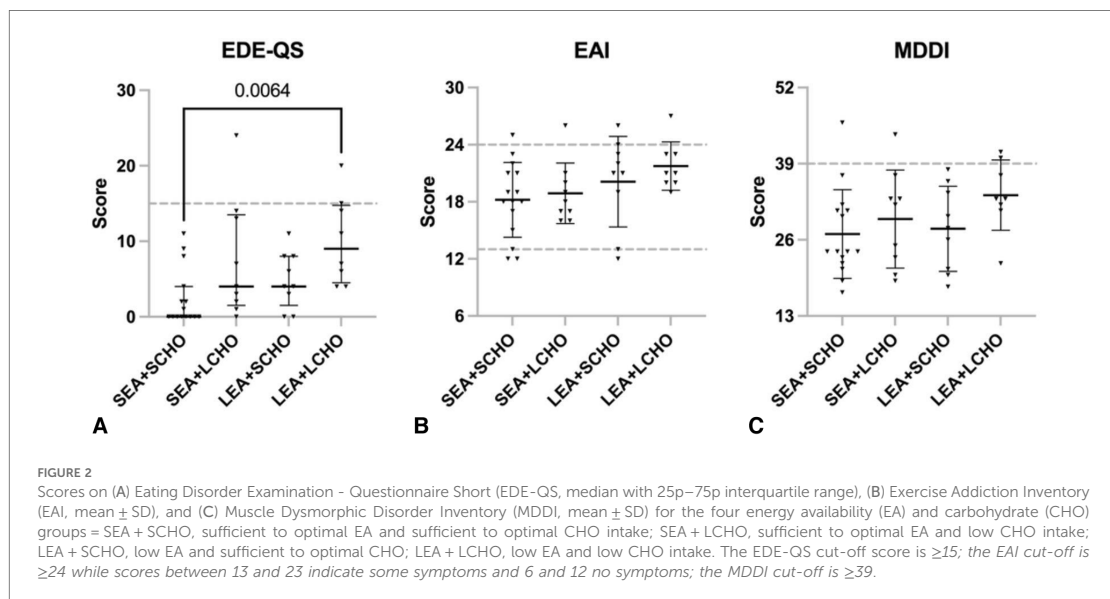 EDE-QS
0.0064
30
20
10
0
Score
SEA+SCHO
SEA+LCHO
LEA+SCHO
LEA+LCHO
A
EAI
30
24
18
12
6
Score
SEA+SCHO
SEA+LCHO
LEA+SCHO
LEA+LCHO
B
MDDI
52
39
26
13
Score
SEA+SCHO
SEA+LCHO
LEA+SCHO
LEA+LCHO
C
FIGURE 2
Scores on (A) Eating Disorder Examination - Questionnaire Short (EDE-QS, median with 25p–75p interquartile range), (B) Exercise Addiction Inventory
(EAI, mean ± SD), and (C) Muscle Dysmorphic Disorder Inventory (MDDI, mean ± SD) for the four energy availability (EA) and carbohydrate (CHO)
groups = SEA + SCHO, sufficient to optimal EA and sufficient to optimal CHO intake; SEA + LCHO, sufficient to optimal EA and low CHO intake;
LEA + SCHO, low EA and sufficient to optimal CHO; LEA + LCHO, low EA and low CHO intake. The EDE-QS cut-off score is ≥15; the EAI cut-off is
≥24 while scores between 13 and 23 indicate some symptoms and 6 and 12 no symptoms; the MDDI cut-off is ≥39.